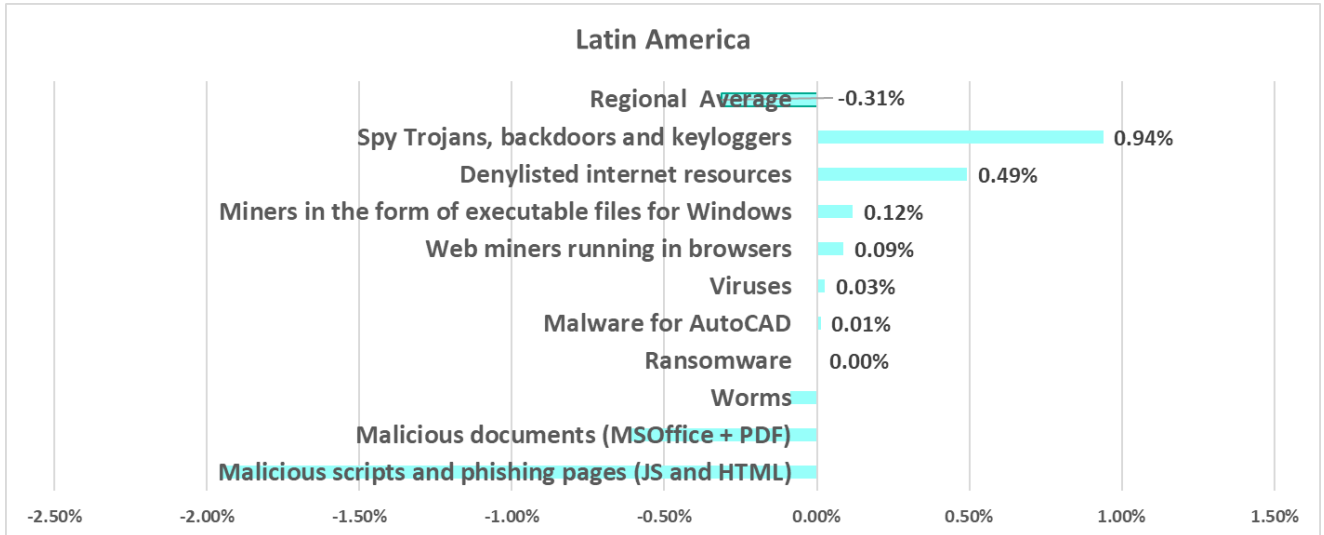 Latin America
Regional  Average
-0.31%
Spy Trojans, backdoors and keyloggers
0.94%
Denylisted internet resources
0.49%
Miners in the form of executable files for Windows
0.12%
Web miners running in browsers
0.09%
Viruses
0.03%
Malware for AutoCAD
0.01%
Ransomware
0.00%
Worms
Malicious documents (MSOffice + PDF)
Malicious scripts and phishing pages (JS and HTML)
-2.50% -2.00% -1.50% -1.00% -0.50% 0.00% 0.50% 1.00% 1.50%